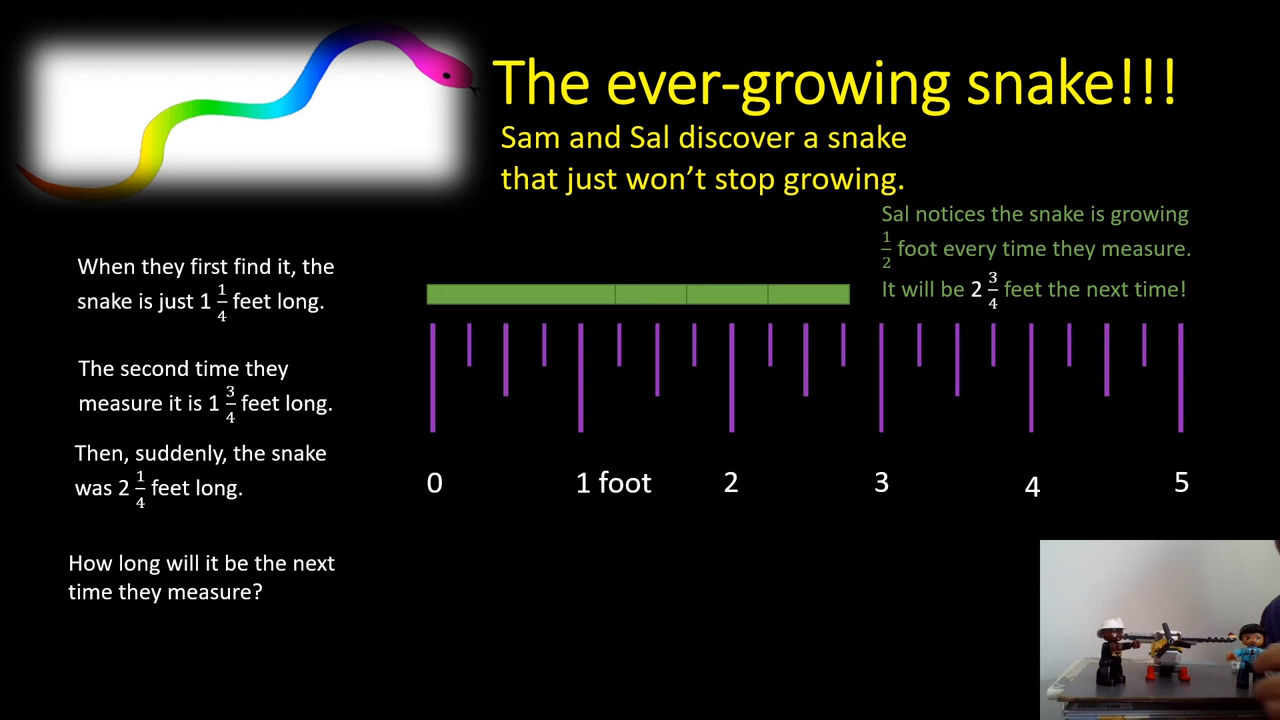 The ever-growing snake!!!
Sam and Sal discover a snake
that just won’t stop growing.
Sal notices the snake is growing
1/2 foot every time they measure.
It will be 2 3/4 feet the next time!
When they first find it, the
snake is just 1 1/4 feet long.
The second time they
measure it is 1 3/4 feet long.
Then, suddenly, the snake
was 2 1/4 feet long.
How long will it be the next
time they measure?
0 1 foot 2 3 4 5